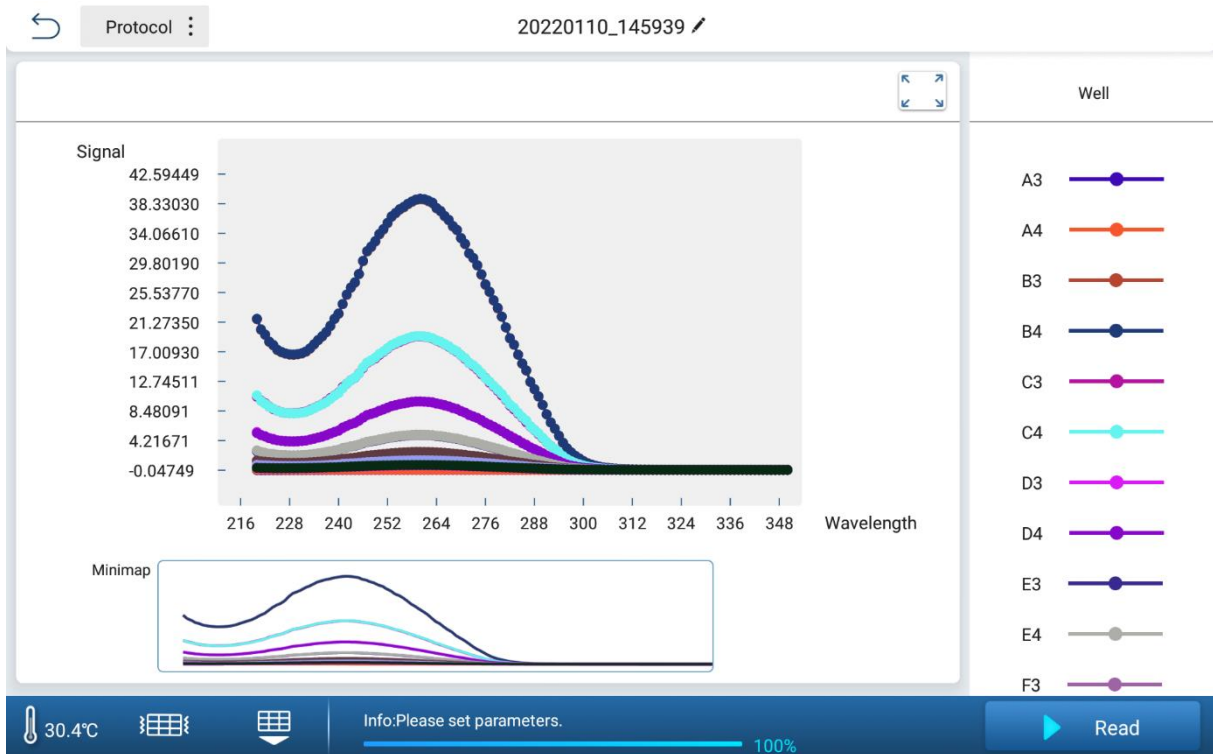 Protocol
20220110_145939
Well
Signal
42.59449
38.33030
34.06610
29.80190
25.53770
21.27350
17.00930
12.74511
8.48091
4.21671
-0.04749
216 228 240 252 264 276 288 300 312 324 336 348 Wavelength
Minimap
A3
A4
B3
B4
C3
C4
D3
D4
E3
E4
F3
30.4℃
Info:Please set parameters.
100%
Read